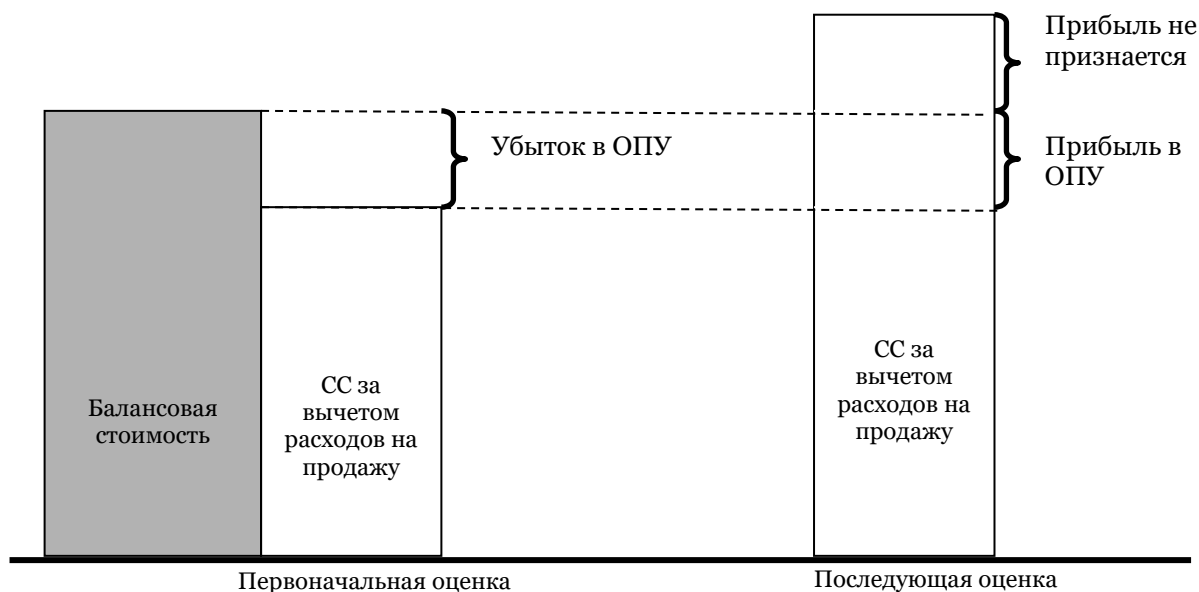 Прибыль не
признается
Убыток в ОПУ
Прибыль в
ОПУ
Балансовая
стоимость
СС за
вычетом
расходов на
продажу
СС за
вычетом
расходов на
продажу
Первоначальная оценка
Последующая оценка